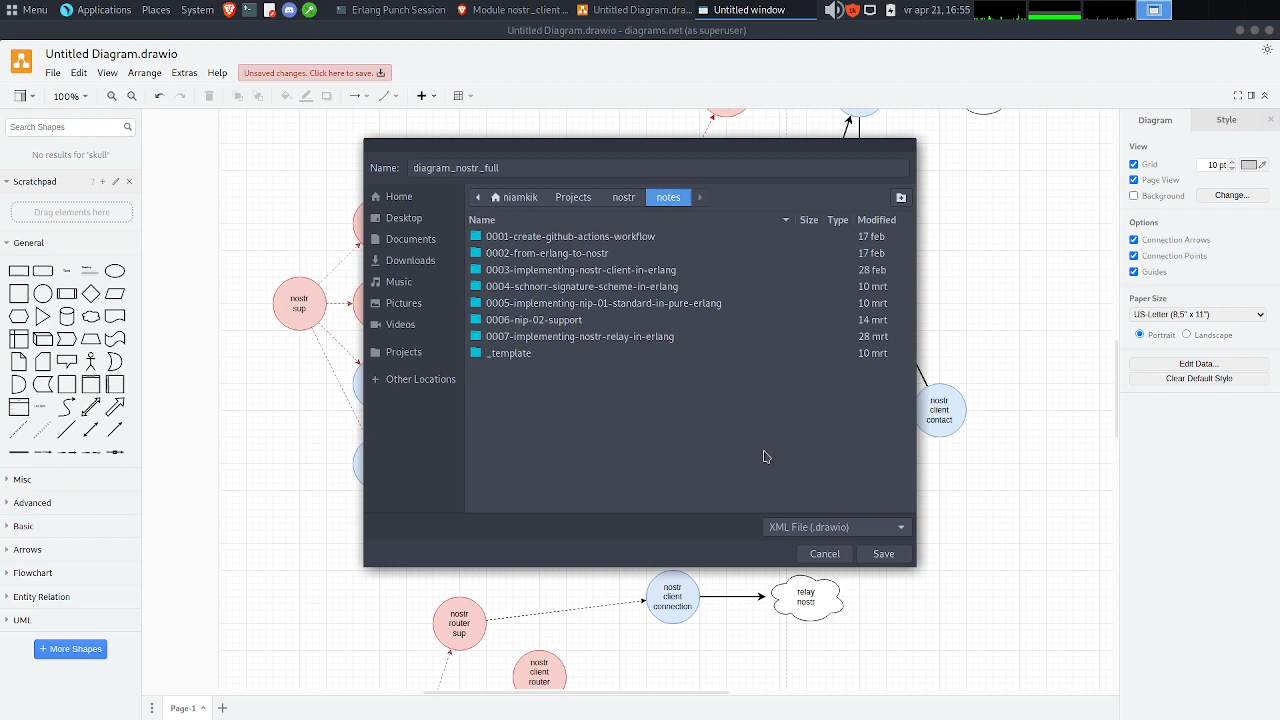 Menu Applications Places System Erlang Punch Session Module nostr_client ... Untitled Diagram.dra... Untitled window vr apr 21, 16:55
Untitled Diagram.drawio - diagrams.net (as superuser)
Untitled Diagram.drawio
File Edit View Arrange Extras Help Unsaved changes. Click here to save.
100%
Search Shapes
No results for 'skull'
Scratchpad
Drag elements here
General
Misc
Advanced
Basic
Arrows
Flowchart
Entity Relation
UML
+ More Shapes
nostr
sup
Name: diagram_nostr_full
Home
Desktop
Documents
Downloads
Music
Pictures
Videos
Projects
+ Other Locations
niamkik Projects nostr notes
Name Size Type Modified
0001-create-github-actions-workflow 17 feb
0002-from-erlang-to-nostr 17 feb
0003-implementing-nostr-client-in-erlang 28 feb
0004-schnorr-signature-scheme-in-erlang 10 mrt
0005-implementing-nip-01-standard-in-pure-erlang 10 mrt
0006-nip-02-support 14 mrt
0007-implementing-nostr-relay-in-erlang 28 mrt
_template 10 mrt
XML File (.drawio)
Cancel Save
nostr
client
contact
nostr
client
connection
relay
nostr
nostr
router
sup
nostr
client
router
Diagram Style
View
Grid 10 pt
Page View
Background Change...
Options
Connection Arrows
Connection Points
Guides
Paper Size
US-Letter (8,5" x 11")
Portrait Landscape
Edit Data...
Clear Default Style
Page-1